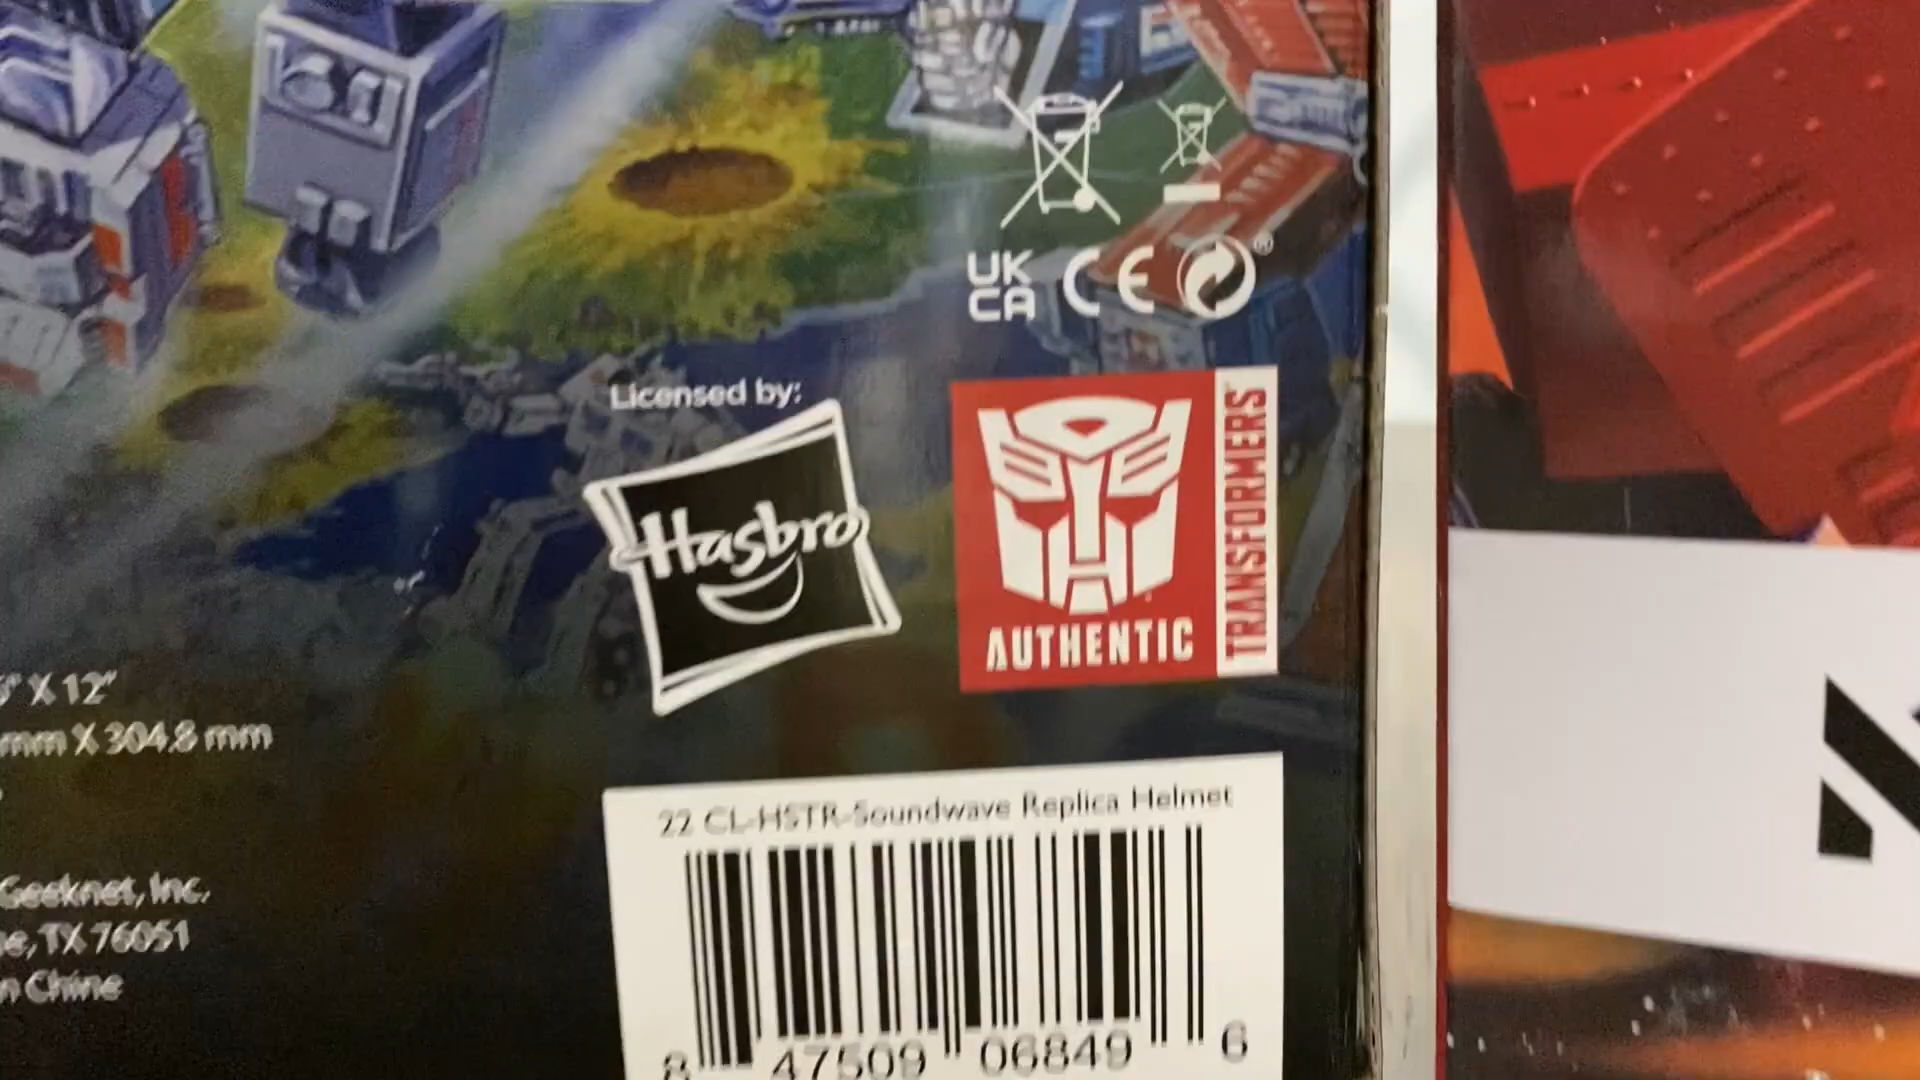 UK
CA CE
Licensed by:
Hasbro
AUTHENTIC
TRANSFORMERS
X 12"
mm X 304.8 mm
22 CL-HSTR-Soundwave Replica Helmet
8 47509 06849 6
Geeknet, Inc.
TX 76051
Chine